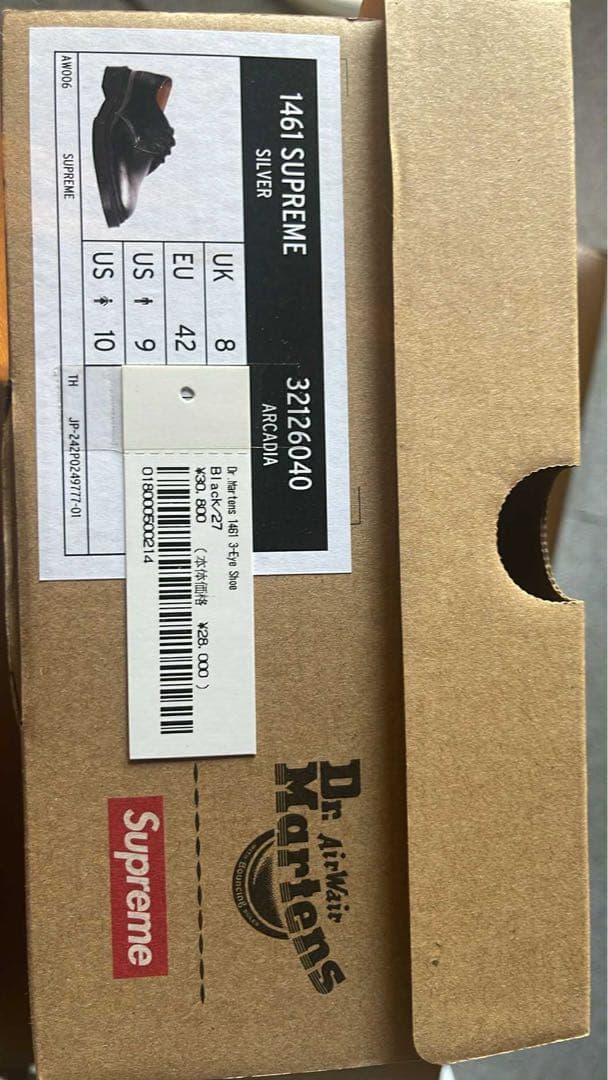 1461 SUPREME 32126040
SILVER ARCADIA
UK 8
EU 42
US 9
US 10
AW006 SUPREME TH JP-242P0249777-01
Dr.Martens 1461 3-Eye Shoe
Black/27
¥30,800 (本体価格 ¥28,000)
018000500214
Dr. AirWair
Martens
BOUNCING
Supreme